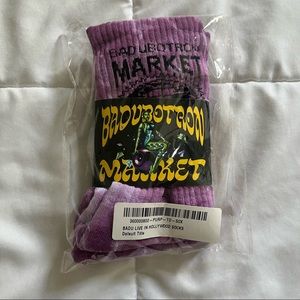 BADUBOTRON
MARKET
BADUBOTRON
MARKET
BADU LIVE IN HOLLYWOOD SOCKS
Default Title